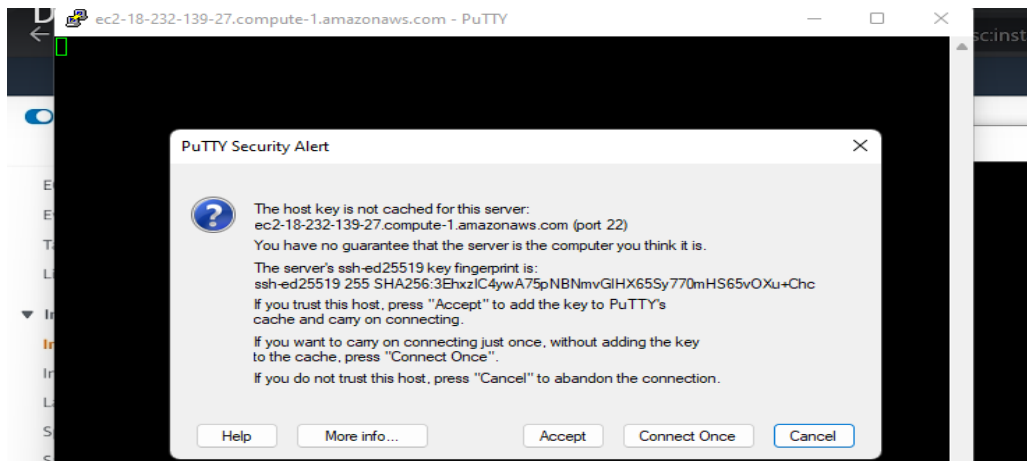 ec2-18-232-139-27.compute-1.amazonaws.com - PuTTY
sc:inst
PuTTY Security Alert
The host key is not cached for this server:
ec2-18-232-139-27.compute-1.amazonaws.com (port 22)
You have no guarantee that the server is the computer you think it is.
The server's ssh-ed25519 key fingerprint is:
ssh-ed25519 255 SHA256:3EhxzIC4ywA75pNBNmvGlHX65Sy770mHS65vOXu+Chc
If you trust this host, press "Accept" to add the key to PuTTY's
cache and carry on connecting.
If you want to carry on connecting just once, without adding the key
to the cache, press "Connect Once".
If you do not trust this host, press "Cancel" to abandon the connection.
Help More info... Accept Connect Once Cancel